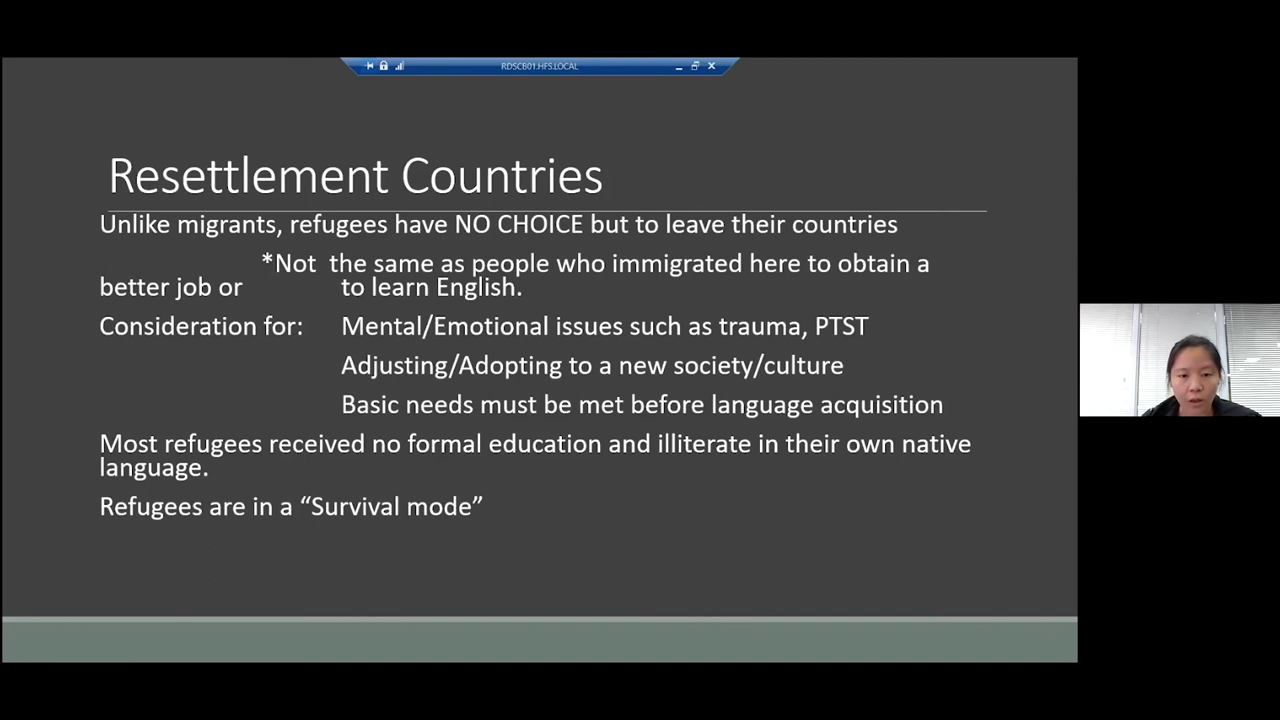 RDSCB01.HFS.LOCAL
Resettlement Countries
Unlike migrants, refugees have NO CHOICE but to leave their countries
*Not the same as people who immigrated here to obtain a
better job or to learn English.
Consideration for: Mental/Emotional issues such as trauma, PTST
Adjusting/Adopting to a new society/culture
Basic needs must be met before language acquisition
Most refugees received no formal education and illiterate in their own native
language.
Refugees are in a “Survival mode”